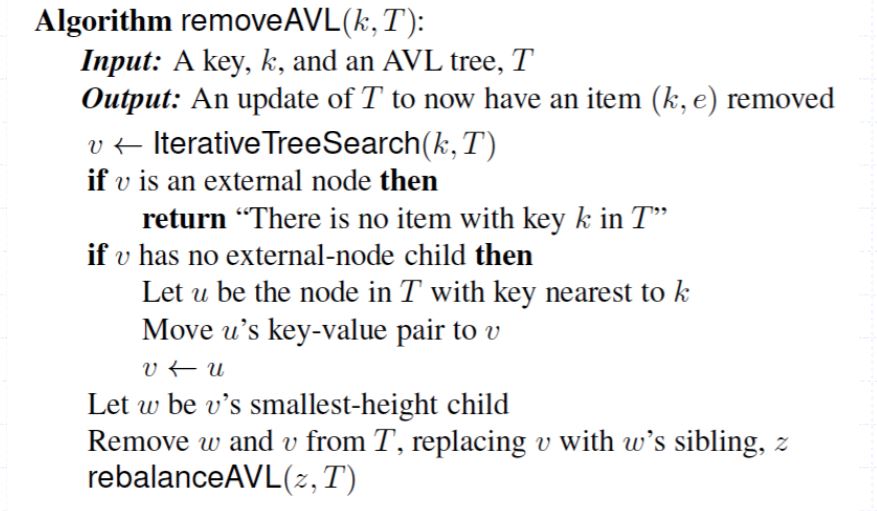 Algorithm removeAVL(k, T):
Input: A key, k, and an AVL tree, T
Output: An update of T to now have an item (k, e) removed
v ← IterativeTreeSearch(k, T)
if v is an external node then
return “There is no item with key k in T”
if v has no external-node child then
Let u be the node in T with key nearest to k
Move u’s key-value pair to v
v ← u
Let w be v’s smallest-height child
Remove w and v from T, replacing v with w’s sibling, z
rebalanceAVL(z, T)